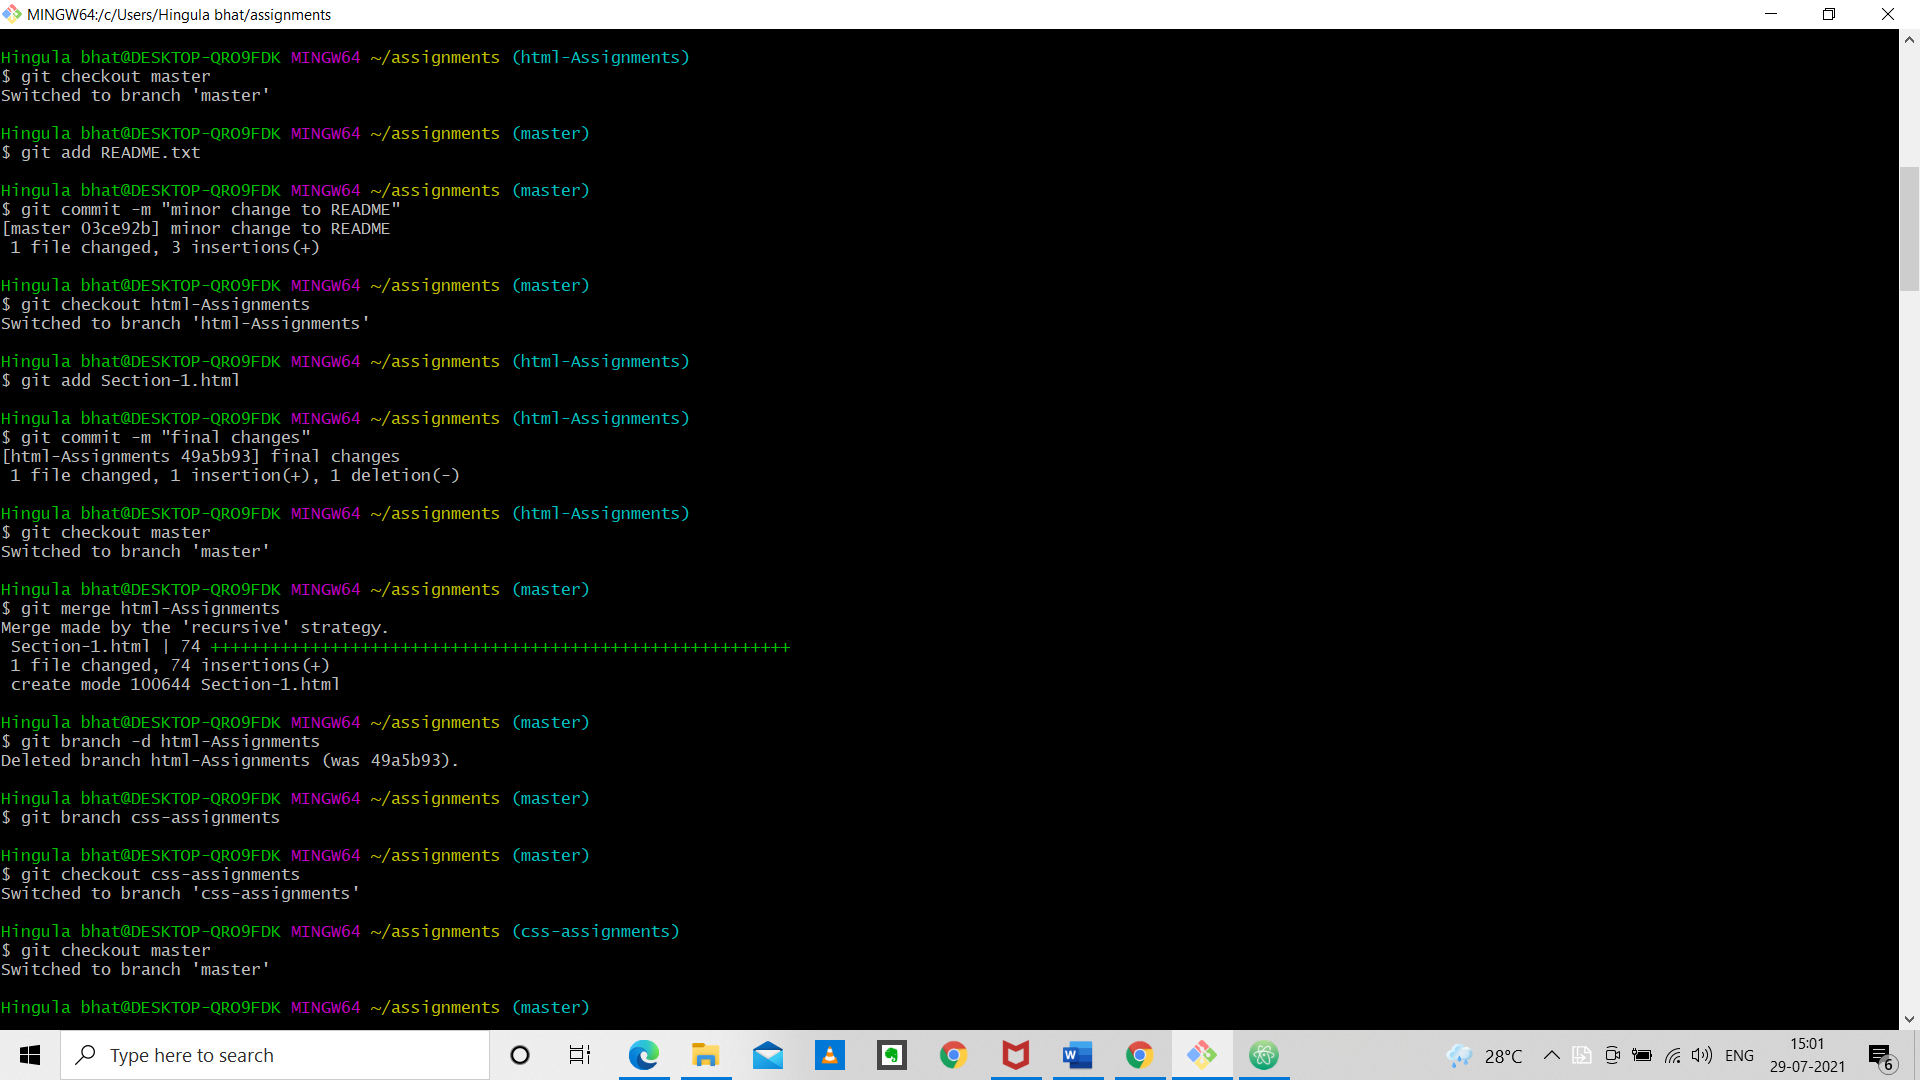 MINGW64:/c/Users/Hingula bhat/assignments
Hingula bhat@DESKTOP-QRO9FDK MINGW64 ~/assignments (html-Assignments)
$ git checkout master
Switched to branch 'master'
Hingula bhat@DESKTOP-QRO9FDK MINGW64 ~/assignments (master)
$ git add README.txt
Hingula bhat@DESKTOP-QRO9FDK MINGW64 ~/assignments (master)
$ git commit -m "minor change to README"
[master 03ce92b] minor change to README
1 file changed, 3 insertions(+)
Hingula bhat@DESKTOP-QRO9FDK MINGW64 ~/assignments (master)
$ git checkout html-Assignments
Switched to branch 'html-Assignments'
Hingula bhat@DESKTOP-QRO9FDK MINGW64 ~/assignments (html-Assignments)
$ git add Section-1.html
Hingula bhat@DESKTOP-QRO9FDK MINGW64 ~/assignments (html-Assignments)
$ git commit -m "final changes"
[html-Assignments 49a5b93] final changes
1 file changed, 1 insertion(+), 1 deletion(-)
Hingula bhat@DESKTOP-QRO9FDK MINGW64 ~/assignments (html-Assignments)
$ git checkout master
Switched to branch 'master'
Hingula bhat@DESKTOP-QRO9FDK MINGW64 ~/assignments (master)
$ git merge html-Assignments
Merge made by the 'recursive' strategy.
Section-1.html | 74 ++++++++++++++++++++++++++++++++++++++++++++++++++++++++++
1 file changed, 74 insertions(+)
create mode 100644 Section-1.html
Hingula bhat@DESKTOP-QRO9FDK MINGW64 ~/assignments (master)
$ git branch -d html-Assignments
Deleted branch html-Assignments (was 49a5b93).
Hingula bhat@DESKTOP-QRO9FDK MINGW64 ~/assignments (master)
$ git branch css-assignments
Hingula bhat@DESKTOP-QRO9FDK MINGW64 ~/assignments (master)
$ git checkout css-assignments
Switched to branch 'css-assignments'
Hingula bhat@DESKTOP-QRO9FDK MINGW64 ~/assignments (css-assignments)
$ git checkout master
Switched to branch 'master'
Hingula bhat@DESKTOP-QRO9FDK MINGW64 ~/assignments (master)
Type here to search
28°C
ENG
15:01
29-07-2021
6